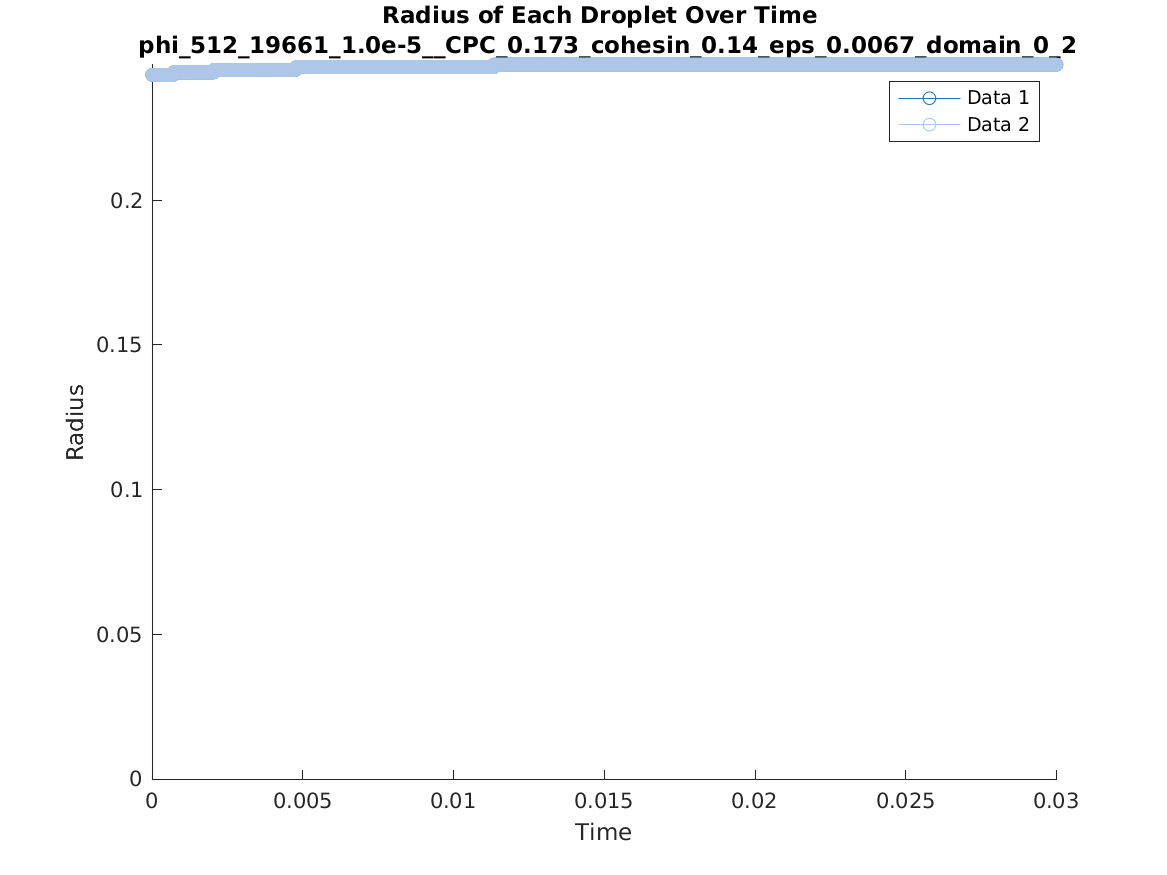 Radius of Each Droplet Over Time
phi_512_19661_1.0e-5__CPC_0.173_cohesin_0.14_eps_0.0067_domain_0_2
Data 1
Data 2
0.2
0.15
0.1
0.05
0
Radius
0
0.005
0.01
0.015
0.02
0.025
0.03
Time